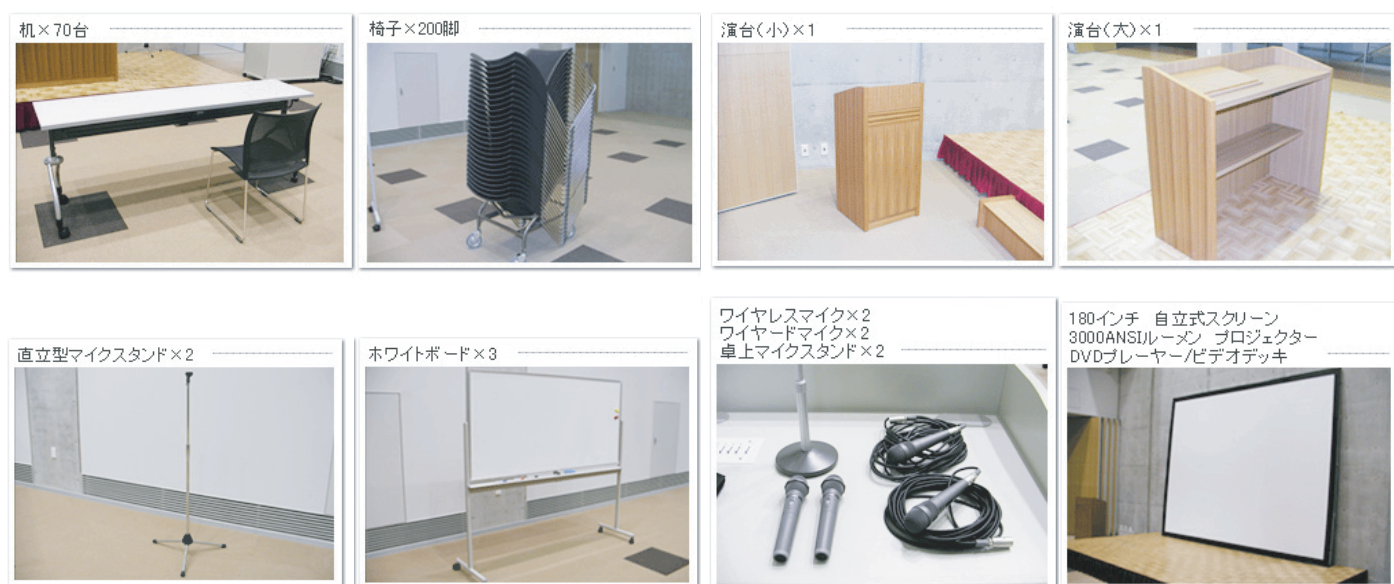 机×70台
椅子×200脚
演台(小)×1
演台(大)×1
直立型マイクスタンド×2
ホワイトボード×3
ワイヤレスマイク×2
ワイヤードマイク×2
卓上マイクスタンド×2
180インチ 自立式スクリーン
3000ANSIルーメン プロジェクター
DVDプレーヤー/ビデオデッキ